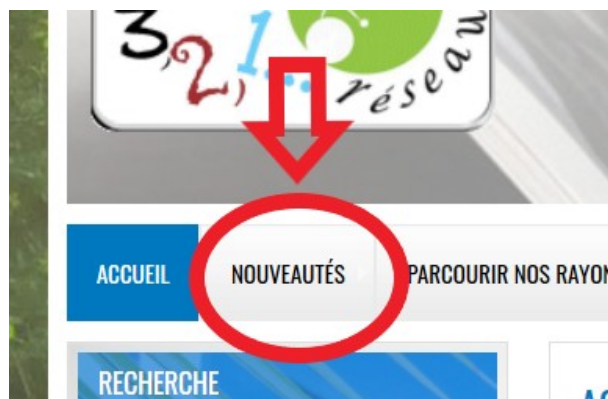 3,2,1...
réseau
ACCUEIL NOUVEAUTÉS PARCOURIR NOS RAYON
RECHERCHE